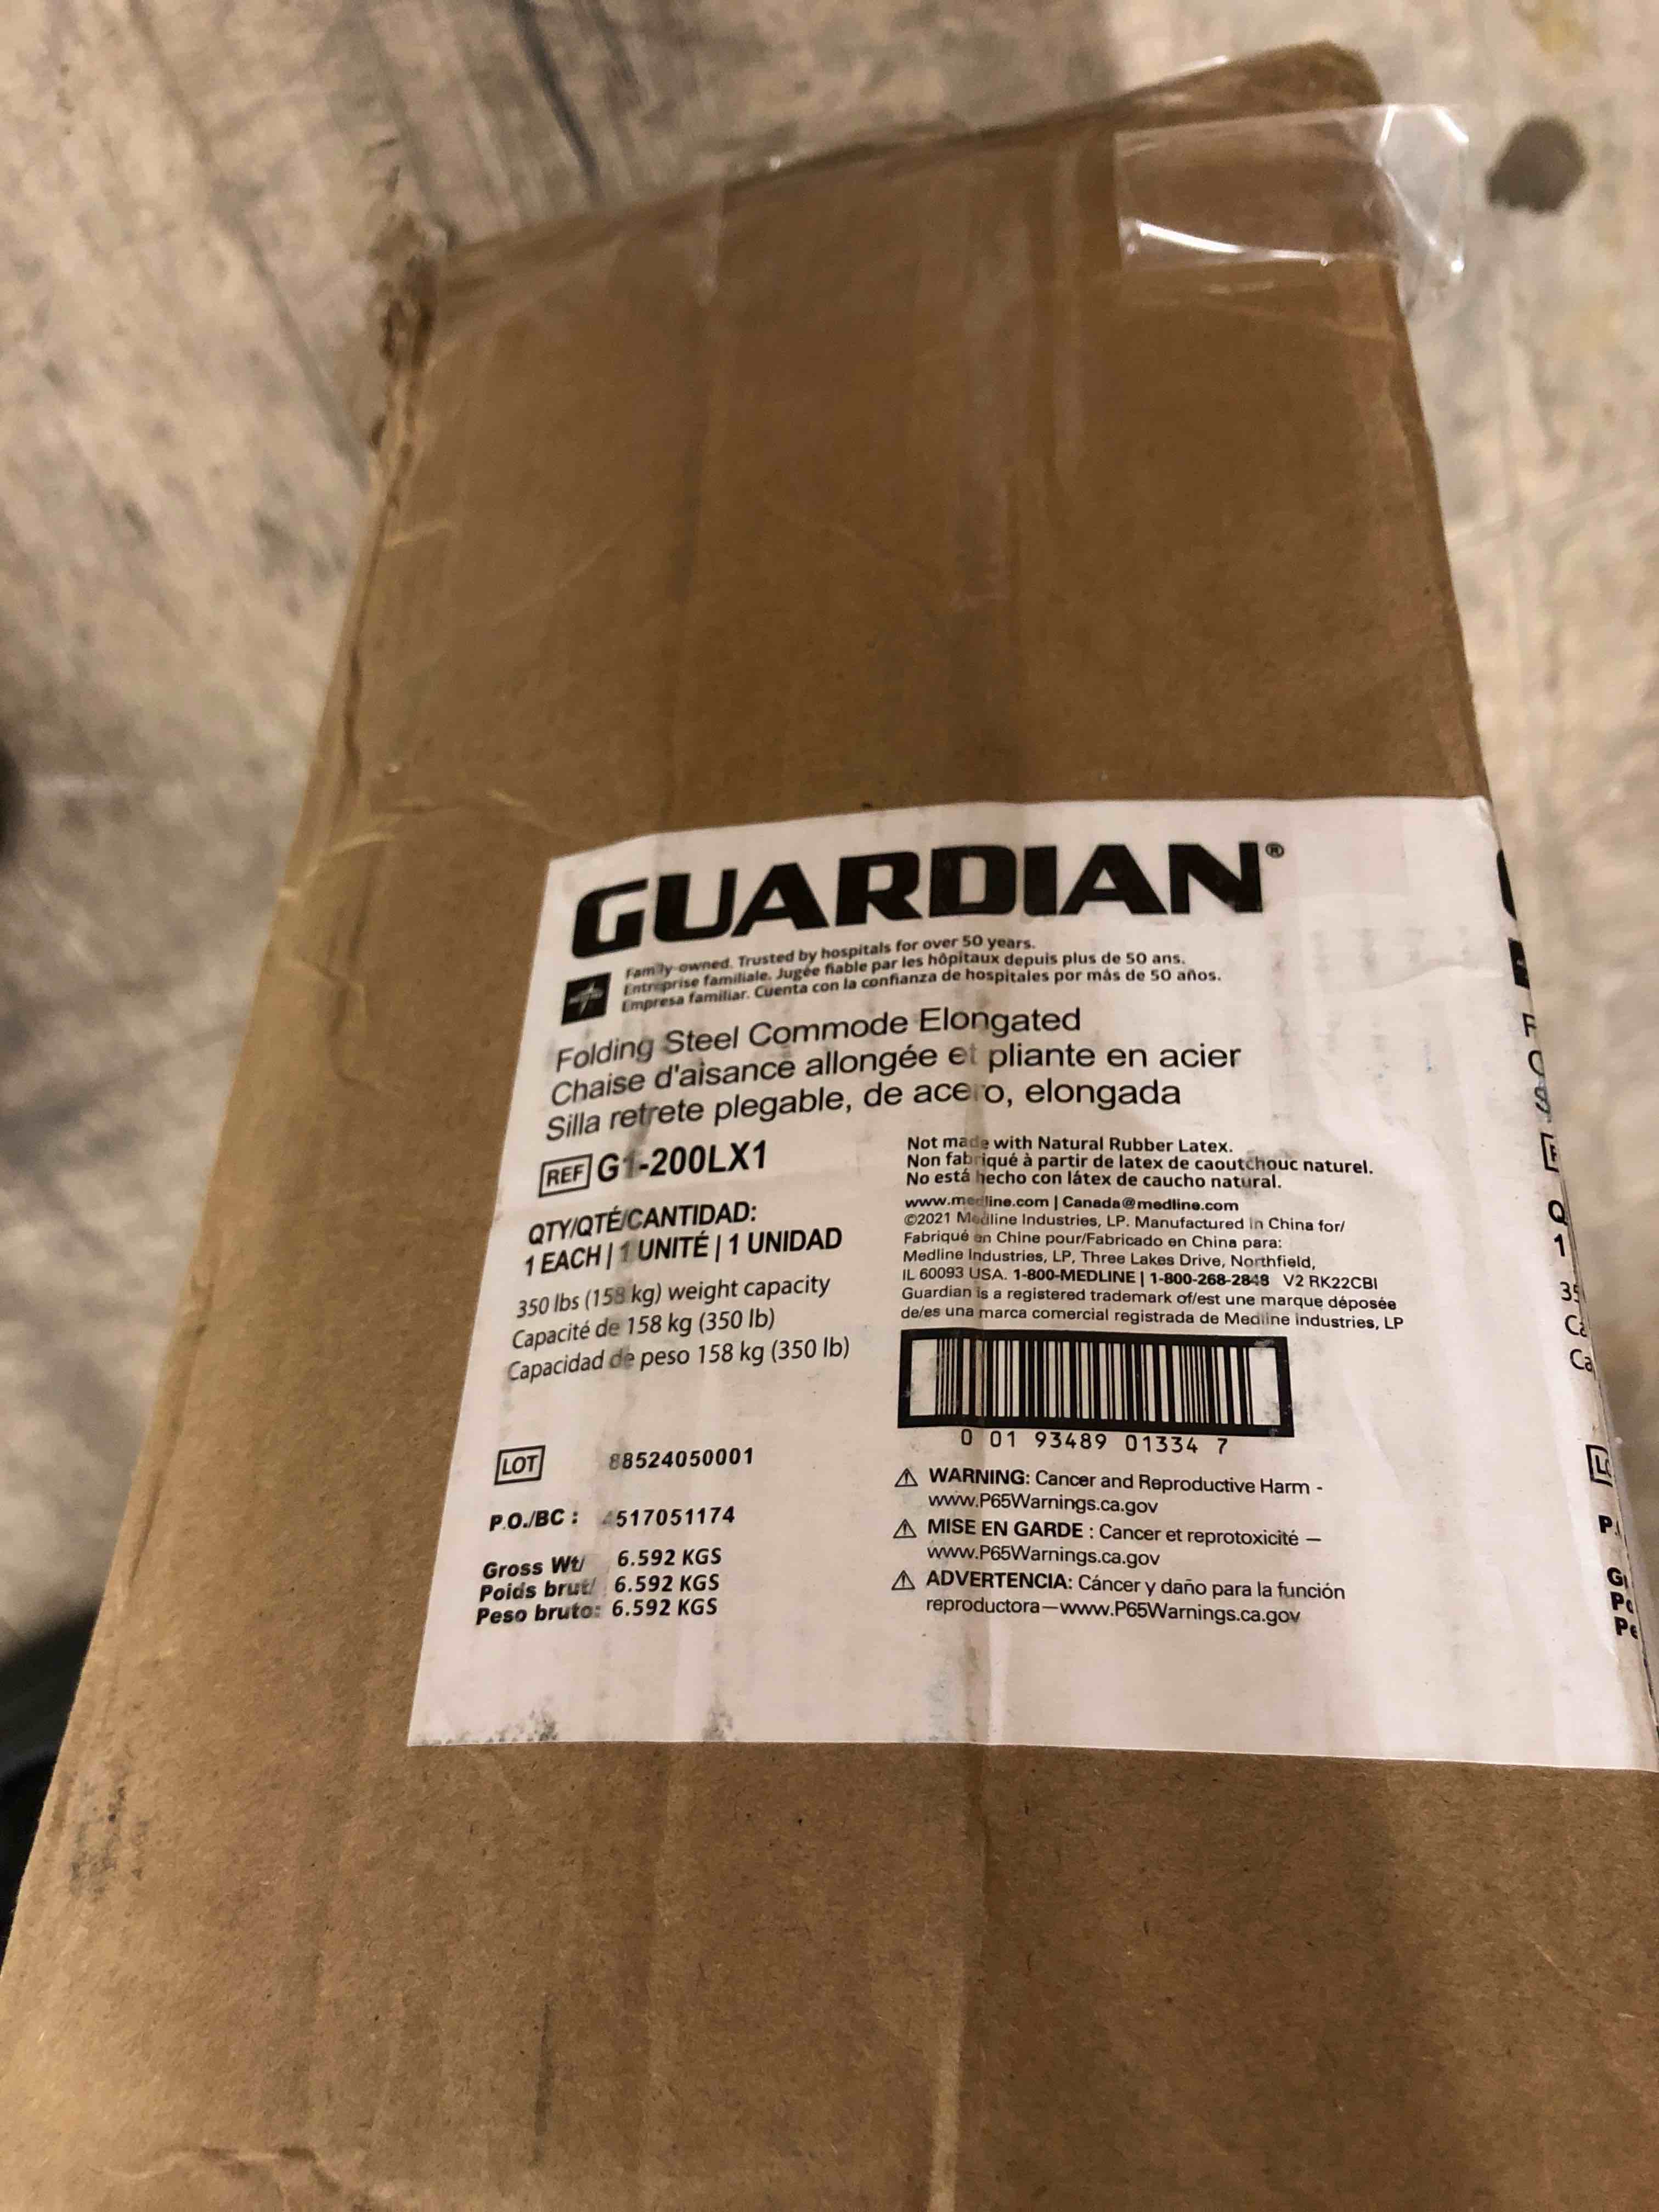 GUARDIAN®
Family-owned. Trusted by hospitals for over 50 years.
Entreprise familiale. Jugée fiable par les hôpitaux depuis plus de 50 ans.
Empresa familiar. Cuenta con la confianza de hospitales por más de 50 años.
Folding Steel Commode Elongated
Chaise d'aisance allongée et pliante en acier
Silla retrete plegable, de acero, elongada
REF G1-200LX1
QTY/QTÉ/CANTIDAD:
1 EACH | 1 UNITÉ | 1 UNIDAD
350 lbs (158 kg) weight capacity
Capacité de 158 kg (350 lb)
Capacidad de peso 158 kg (350 lb)
LOT 88524050001
P.O./BC : 4517051174
Gross Wt/ 6.592 KGS
Poids brut/ 6.592 KGS
Peso bruto: 6.592 KGS
Not made with Natural Rubber Latex.
Non fabriqué à partir de latex de caoutchouc naturel.
No está hecho con látex de caucho natural.
www.medline.com | Canada@medline.com
©2021 Medline Industries, LP. Manufactured in China for/
Fabriqué en Chine pour/Fabricado en China para:
Medline Industries, LP, Three Lakes Drive, Northfield,
IL 60093 USA. 1-800-MEDLINE | 1-800-268-2848 V2 RK22CBI
Guardian is a registered trademark of/est une marque déposée
de/es una marca comercial registrada de Medline Industries, LP
0 01 93489 01334 7
⚠ WARNING: Cancer and Reproductive Harm -
www.P65Warnings.ca.gov
⚠ MISE EN GARDE : Cancer et reprotoxicité —
www.P65Warnings.ca.gov
⚠ ADVERTENCIA: Cáncer y daño para la función
reproductora—www.P65Warnings.ca.gov